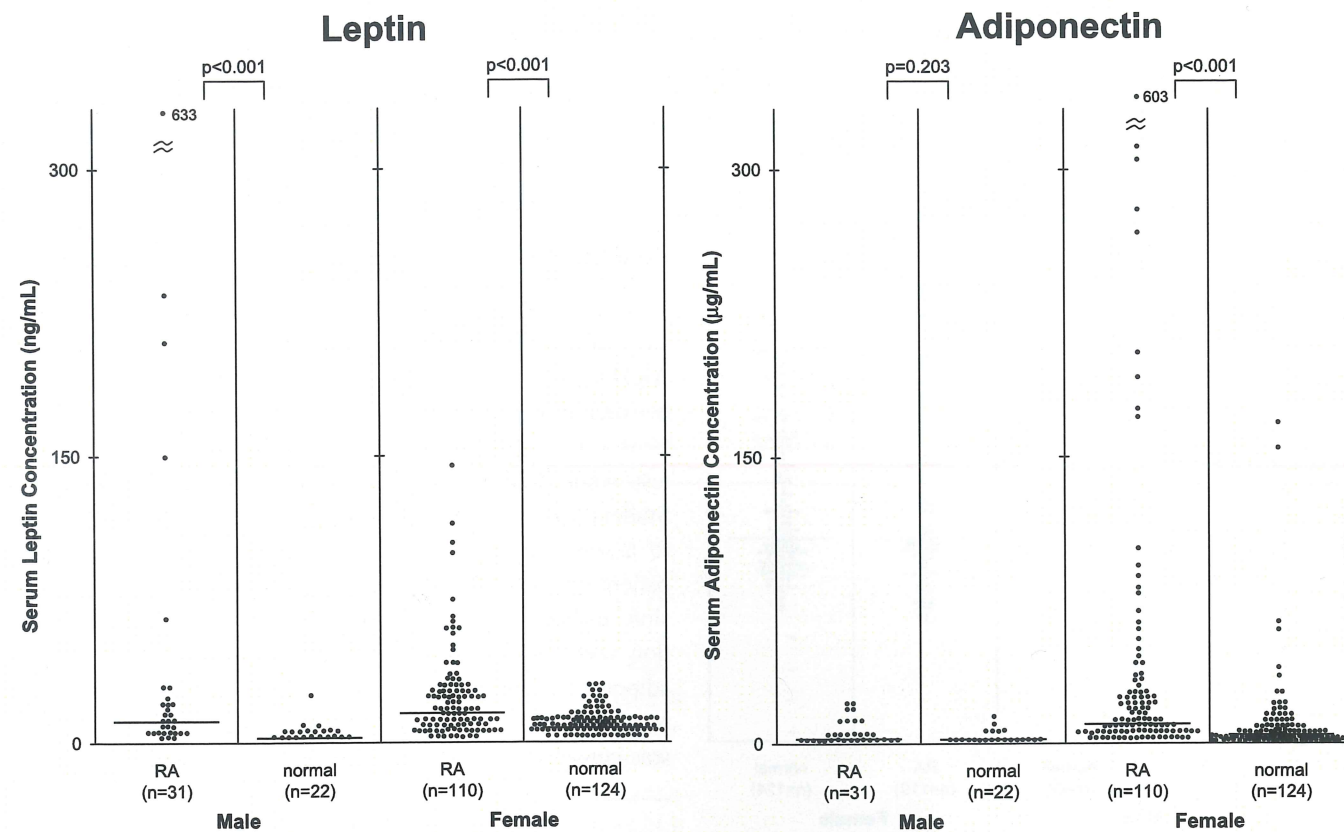 Leptin
p<0.001
p<0.001
633
300
150
0
Serum Leptin Concentration (ng/mL)
RA
(n=31)
normal
(n=22)
RA
(n=110)
normal
(n=124)
Male
Female
Adiponectin
p=0.203
p<0.001
603
300
150
0
Serum Adiponectin Concentration (μg/mL)
RA
(n=31)
normal
(n=22)
RA
(n=110)
normal
(n=124)
Male
Female